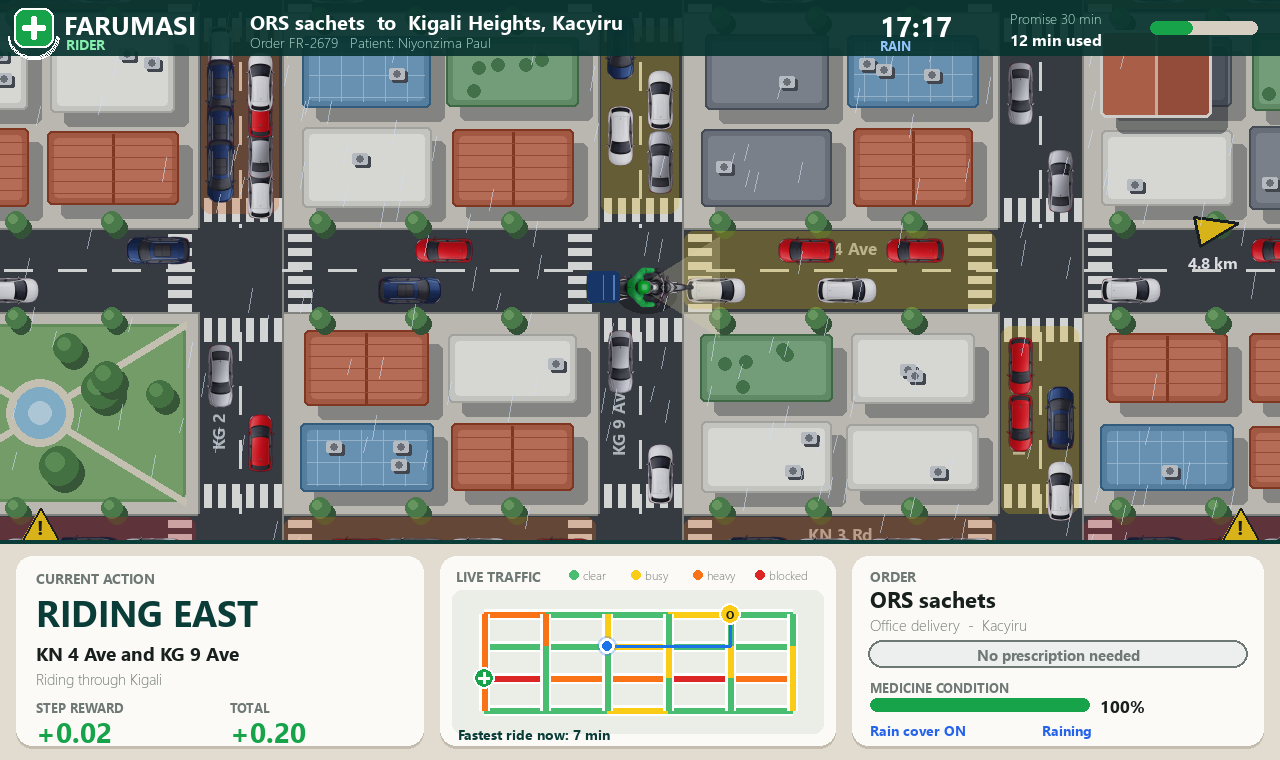 FARUMASI
RIDER
ORS sachets to Kigali Heights, Kacyiru
Order FR-2679 Patient: Niyonzima Paul
17:17
RAIN
Promise 30 min
12 min used
4 Ave
4.8 km
KG 2
KG 9 Av
KN 3 Rd
!
!
CURRENT ACTION
RIDING EAST
KN 4 Ave and KG 9 Ave
Riding through Kigali
STEP REWARD
+0.02
TOTAL
+0.20
LIVE TRAFFIC
clear
busy
heavy
blocked
O
Fastest ride now: 7 min
ORDER
ORS sachets
Office delivery - Kacyiru
No prescription needed
MEDICINE CONDITION
100%
Rain cover ON
Raining